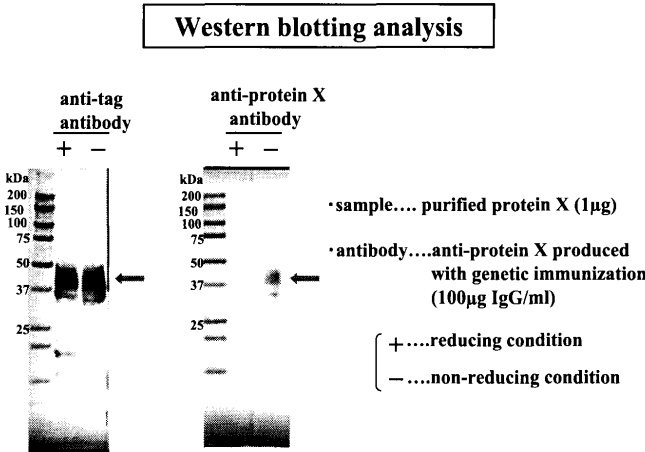 Western blotting analysis
anti-tag
antibody
+ −
kDa
200
150
100
75
50
37
25
anti-protein X
antibody
+ −
kDa
200
150
100
75
50
37
25
·sample…. purified protein X (1μg)
·antibody….anti-protein X produced
with genetic immunization
(100μg IgG/ml)
+….reducing condition
−….non-reducing condition